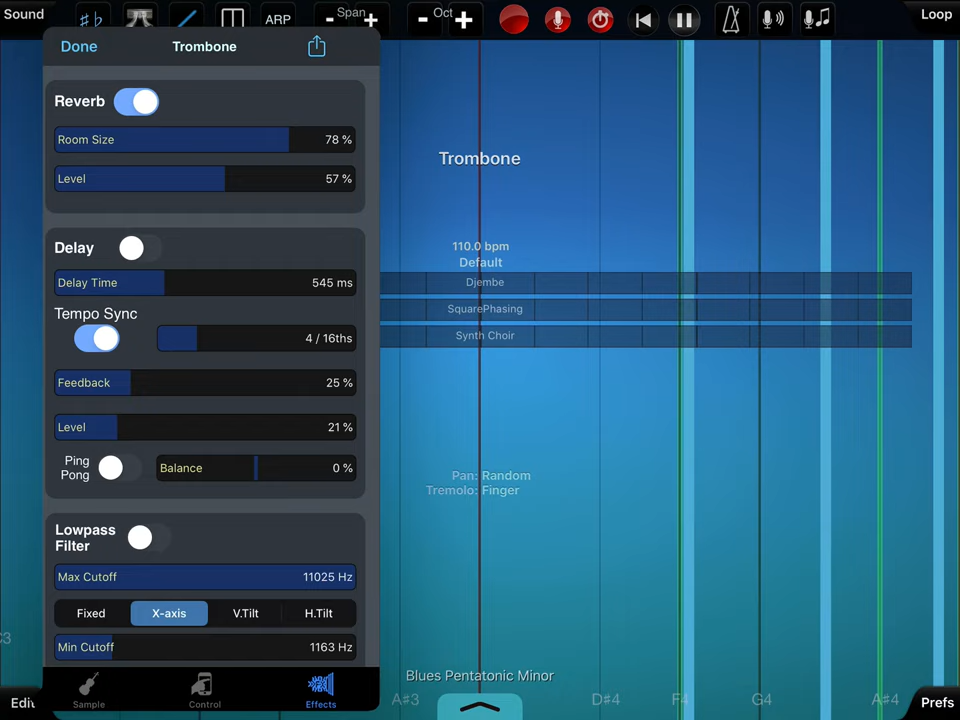 Sound
♯♭
ARP
- Span +
- Oct +
Loop
Done
Trombone
Reverb
Room Size 78 %
Level 57 %
Delay
Delay Time 545 ms
Tempo Sync
4 / 16ths
Feedback 25 %
Level 21 %
Ping
Pong
Balance 0 %
Lowpass
Filter
Max Cutoff 11025 Hz
Fixed X-axis V.Tilt H.Tilt
Min Cutoff 1163 Hz
Sample Control Effects
Trombone
110.0 bpm
Default
Djembe
SquarePhasing
Synth Choir
Pan: Random
Tremolo: Finger
Blues Pentatonic Minor
A#3 D#4 F4 G4 A#4
Prefs